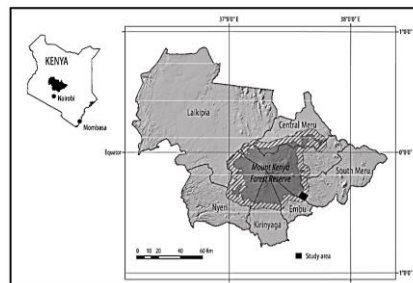 37°0'0"E
38°0'0"E
1°0'0"
KENYA
Nairobi
Mombasa
Laikipia
Central Meru
Equator
0°0'0"
Mount Kenya
Forest Reserve
South Meru
Nyeri
Embu
Kirinyaga
0 10 20 40 60 Km
Study area
1°0'0"